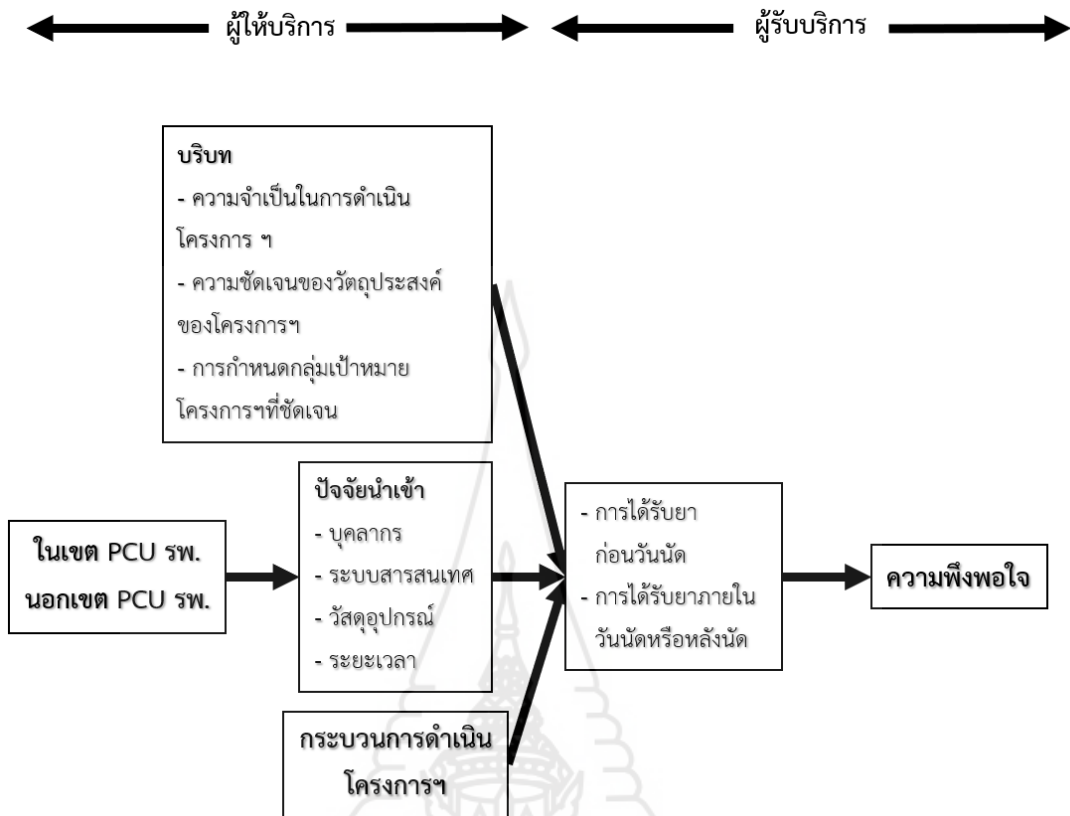 ผู้ให้บริการ
ผู้รับบริการ
บริบท
- ความจำเป็นในการดำเนิน
โครงการ ฯ
- ความชัดเจนของวัตถุประสงค์
ของโครงการฯ
- การกำหนดกลุ่มเป้าหมาย
โครงการฯที่ชัดเจน
ในเขต PCU รพ.
นอกเขต PCU รพ.
ปัจจัยนำเข้า
- บุคลากร
- ระบบสารสนเทศ
- วัสดุอุปกรณ์
- ระยะเวลา
กระบวนการดำเนิน
โครงการฯ
- การได้รับยา
ก่อนวันนัด
- การได้รับยาภายใน
วันนัดหรือหลังนัด
ความพึงพอใจ